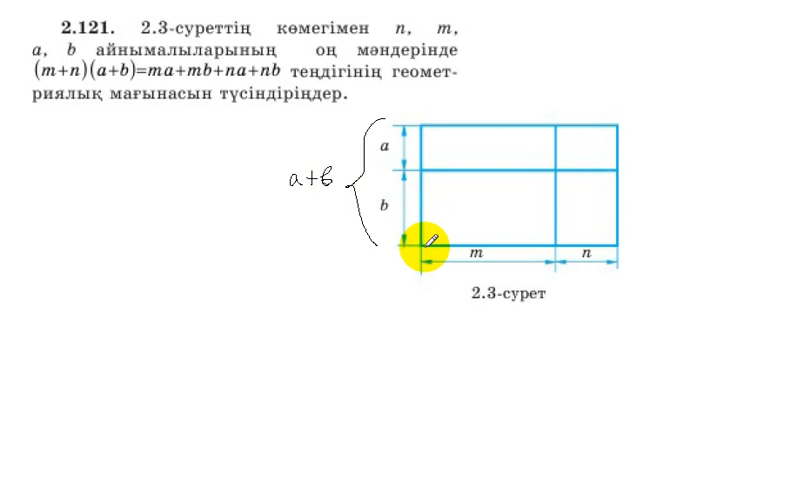 2.121. 2.3-суреттің көмегімен n, m,
a, b айнымалыларының оң мәндерінде
(m+n)(a+b)=ma+mb+na+nb теңдігінің геомет-
риялық мағынасын түсіндіріңдер.
a
a+b
b
m n
2.3-сурет